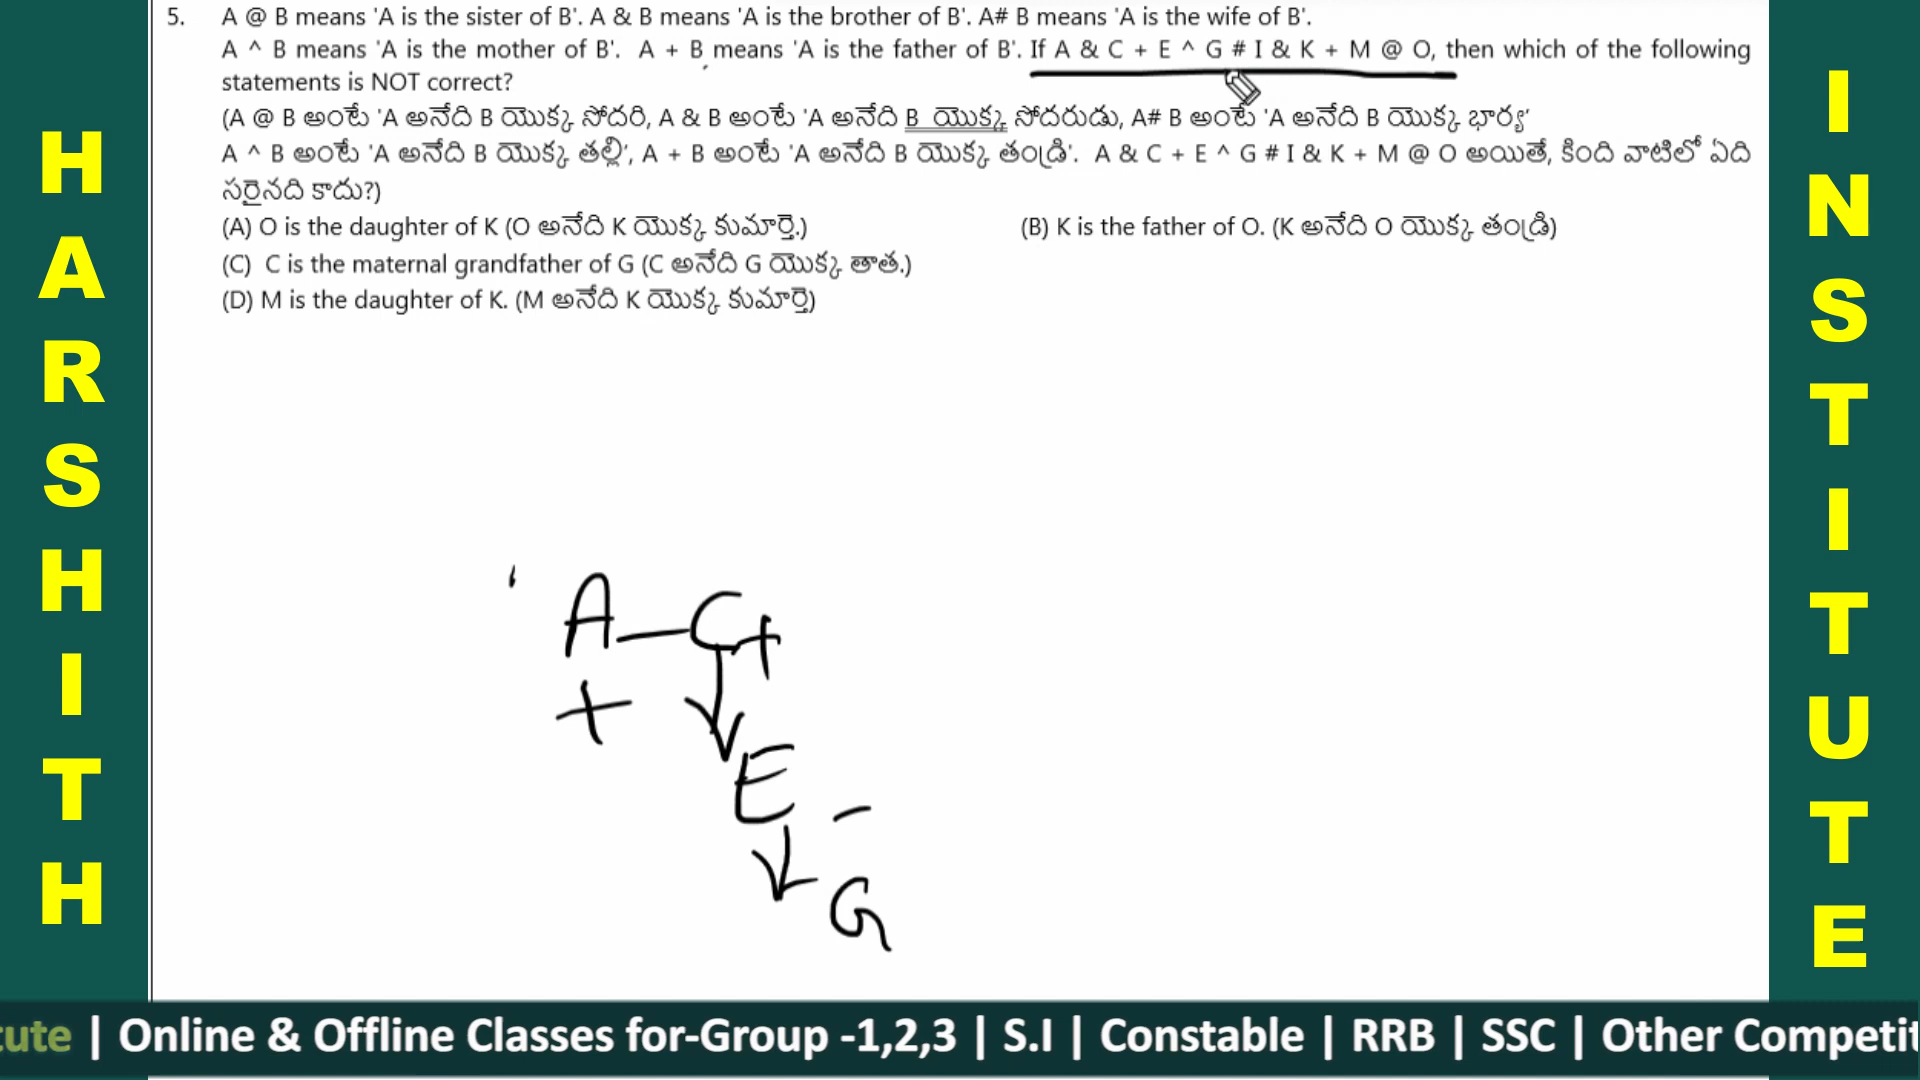 HARSHITH
5. A @ B means 'A is the sister of B'. A & B means 'A is the brother of B'. A# B means 'A is the wife of B'.
A ^ B means 'A is the mother of B'. A + B means 'A is the father of B'. If A & C + E ^ G # I & K + M @ O, then which of the following
statements is NOT correct?
(A @ B అంటే 'A అనేది B యొక్క సోదరి, A & B అంటే 'A అనేది B యొక్క సోదరుడు, A# B అంటే 'A అనేది B యొక్క భార్య'
A ^ B అంటే 'A అనేది B యొక్క తల్లి', A + B అంటే 'A అనేది B యొక్క తండ్రి'. A & C + E ^ G # I & K + M @ O అయితే, కింది వాటిలో ఏది
సరైనది కాదు?)
(A) O is the daughter of K (O అనేది K యొక్క కుమార్తె.) (B) K is the father of O. (K అనేది O యొక్క తండ్రి)
(C) C is the maternal grandfather of G (C అనేది G యొక్క తాత.)
(D) M is the daughter of K. (M అనేది K యొక్క కుమార్తె)
A — C +
+
E -
G
INSTITUTE
tute | Online & Offline Classes for-Group -1,2,3 | S.I | Constable | RRB | SSC | Other Competit